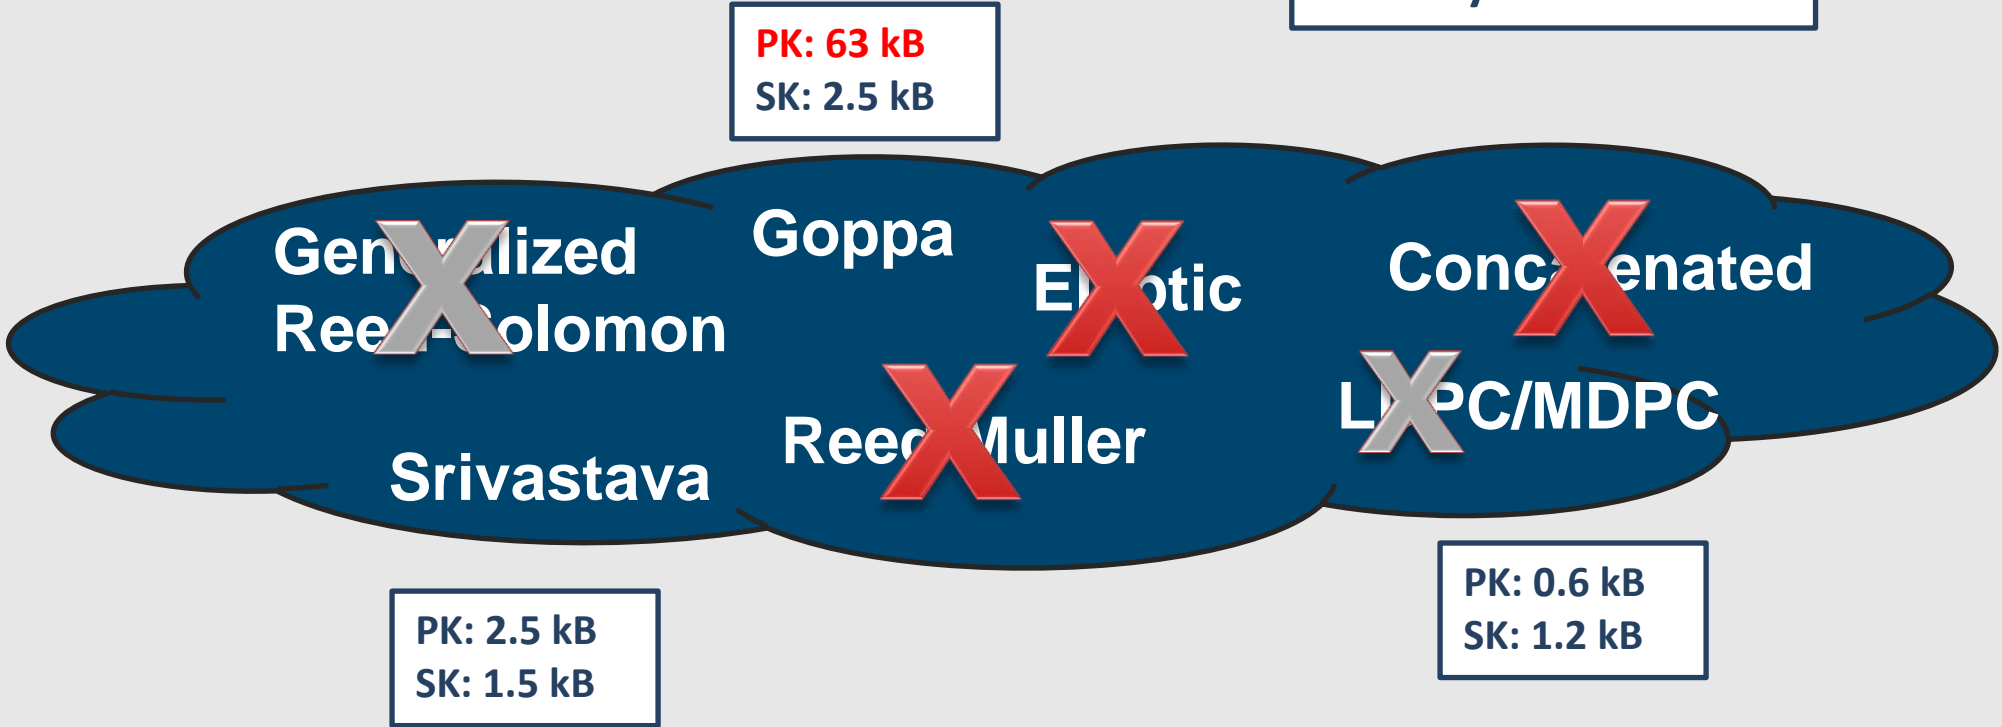 PK: 63 kB
SK: 2.5 kB
Generalized
Reed-Solomon
Goppa
Elliptic
Concatenated
Reed-Muller
LDPC/MDPC
Srivastava
PK: 2.5 kB
SK: 1.5 kB
PK: 0.6 kB
SK: 1.2 kB